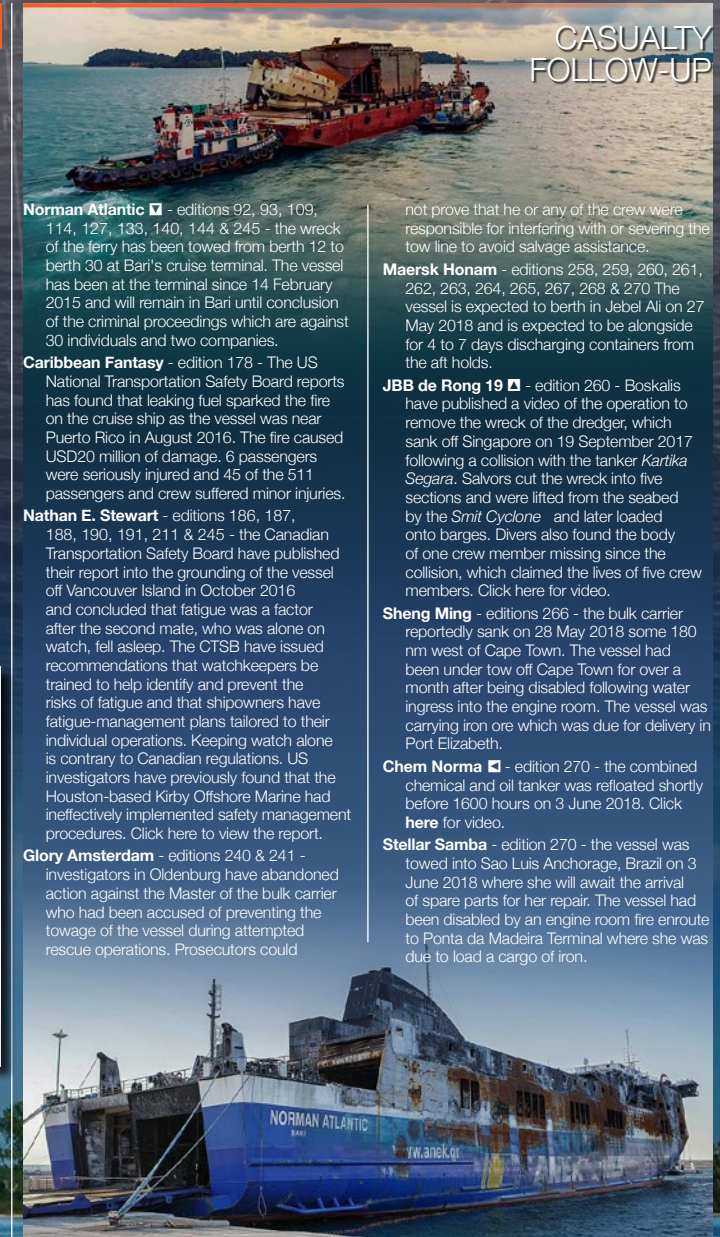 CASUALTY
FOLLOW-UP
Norman Atlantic - editions 92, 93, 109,
114, 127, 133, 140, 144 & 245 - the wreck
of the ferry has been towed from berth 12 to
berth 30 at Bari's cruise terminal. The vessel
has been at the terminal since 14 February
2015 and will remain in Bari until conclusion
of the criminal proceedings which are against
30 individuals and two companies.
Caribbean Fantasy - edition 178 - The US
National Transportation Safety Board reports
has found that leaking fuel sparked the fire
on the cruise ship as the vessel was near
Puerto Rico in August 2016. The fire caused
USD20 million of damage. 6 passengers
were seriously injured and 45 of the 511
passengers and crew suffered minor injuries.
Nathan E. Stewart - editions 186, 187,
188, 190, 191, 211 & 245 - the Canadian
Transportation Safety Board have published
their report into the grounding of the vessel
off Vancouver Island in October 2016
and concluded that fatigue was a factor
after the second mate, who was alone on
watch, fell asleep. The CTSB have issued
recommendations that watchkeepers be
trained to help identify and prevent the
risks of fatigue and that shipowners have
fatigue-management plans tailored to their
individual operations. Keeping watch alone
is contrary to Canadian regulations. US
investigators have previously found that the
Houston-based Kirby Offshore Marine had
ineffectively implemented safety management
procedures. Click here to view the report.
Glory Amsterdam - editions 240 & 241 -
investigators in Oldenburg have abandoned
action against the Master of the bulk carrier
who had been accused of preventing the
towage of the vessel during attempted
rescue operations. Prosecutors could
not prove that he or any of the crew were
responsible for interfering with or severing the
tow line to avoid salvage assistance.
Maersk Honam - editions 258, 259, 260, 261,
262, 263, 264, 265, 267, 268 & 270 The
vessel is expected to berth in Jebel Ali on 27
May 2018 and is expected to be alongside
for 4 to 7 days discharging containers from
the aft holds.
JBB de Rong 19 - edition 260 - Boskalis
have published a video of the operation to
remove the wreck of the dredger, which
sank off Singapore on 19 September 2017
following a collision with the tanker Kartika
Segara. Salvors cut the wreck into five
sections and were lifted from the seabed
by the Smit Cyclone and later loaded
onto barges. Divers also found the body
of one crew member missing since the
collision, which claimed the lives of five crew
members. Click here for video.
Sheng Ming - editions 266 - the bulk carrier
reportedly sank on 28 May 2018 some 180
nm west of Cape Town. The vessel had
been under tow off Cape Town for over a
month after being disabled following water
ingress into the engine room. The vessel was
carrying iron ore which was due for delivery in
Port Elizabeth.
Chem Norma - edition 270 - the combined
chemical and oil tanker was refloated shortly
before 1600 hours on 3 June 2018. Click
here for video.
Stellar Samba - edition 270 - the vessel was
towed into Sao Luis Anchorage, Brazil on 3
June 2018 where she will await the arrival
of spare parts for her repair. The vessel had
been disabled by an engine room fire enroute
to Ponta da Madeira Terminal where she was
due to load a cargo of iron.
NORMAN ATLANTIC
BARI